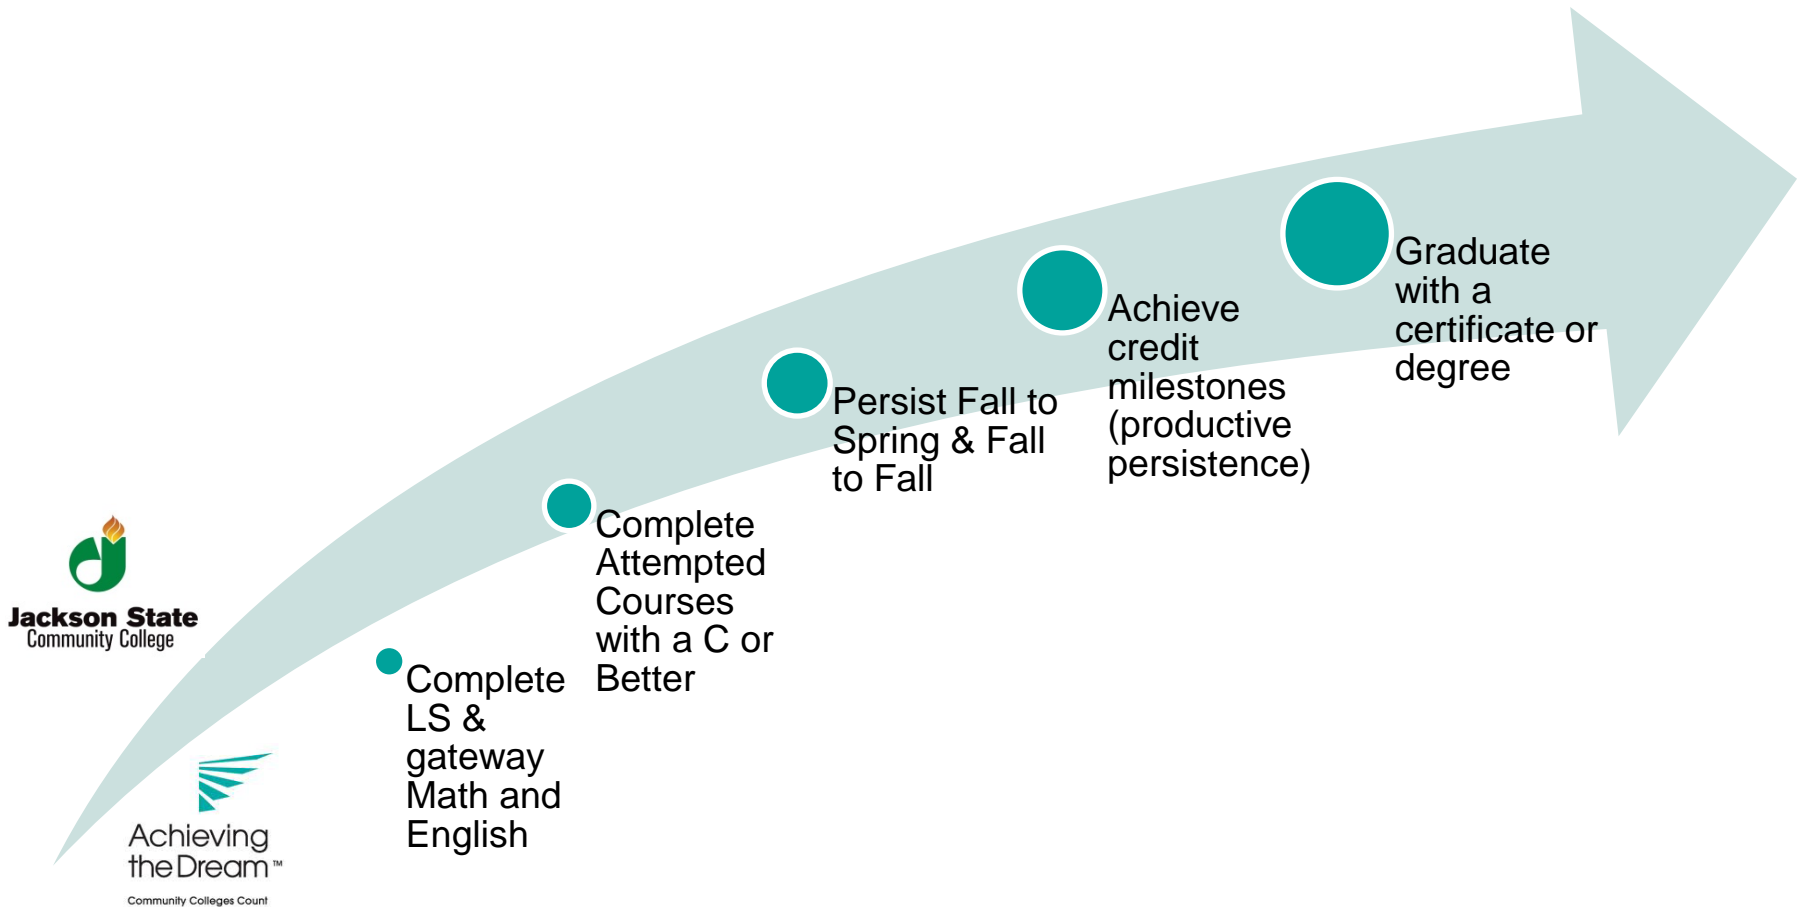 Jackson State
Community College
Achieving
the Dream™
Community Colleges Count
Complete
LS &
gateway
Math and
English
Complete
Attempted
Courses
with a C or
Better
Persist Fall to
Spring & Fall
to Fall
Achieve
credit
milestones
(productive
persistence)
Graduate
with a
certificate or
degree